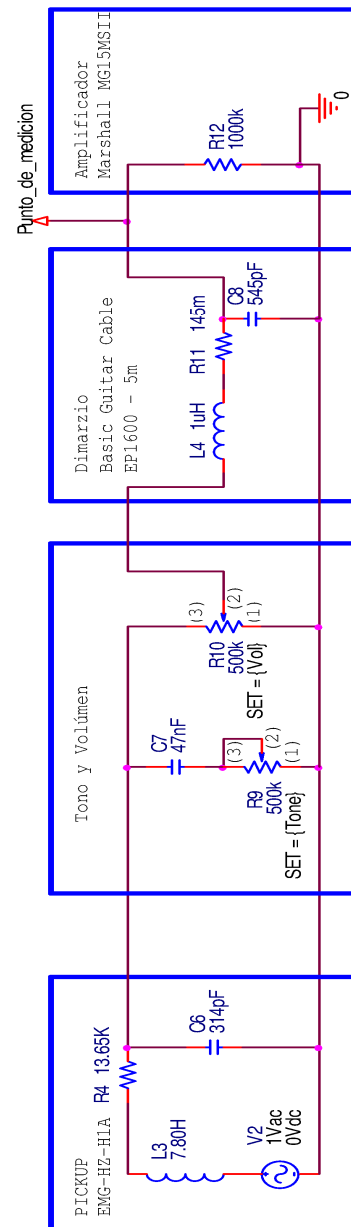 PICKUP
EMG-HZ-H1A
R4 13.65K
L3
7.80H
C6
314pF
V2
1Vac
0Vdc
Tono y Volúmen
C7
47nF
(3)
(2)
(1)
R9
500k
SET = {Tone}
(3)
(2)
(1)
R10
500k
SET = {Vol}
Dimarzio
Basic Guitar Cable
EP1600 - 5m
L4 1uH
R11 145m
C8
545pF
Punto_de_medicion
Amplificador
Marshall MG15MSII
R12
1000k
0